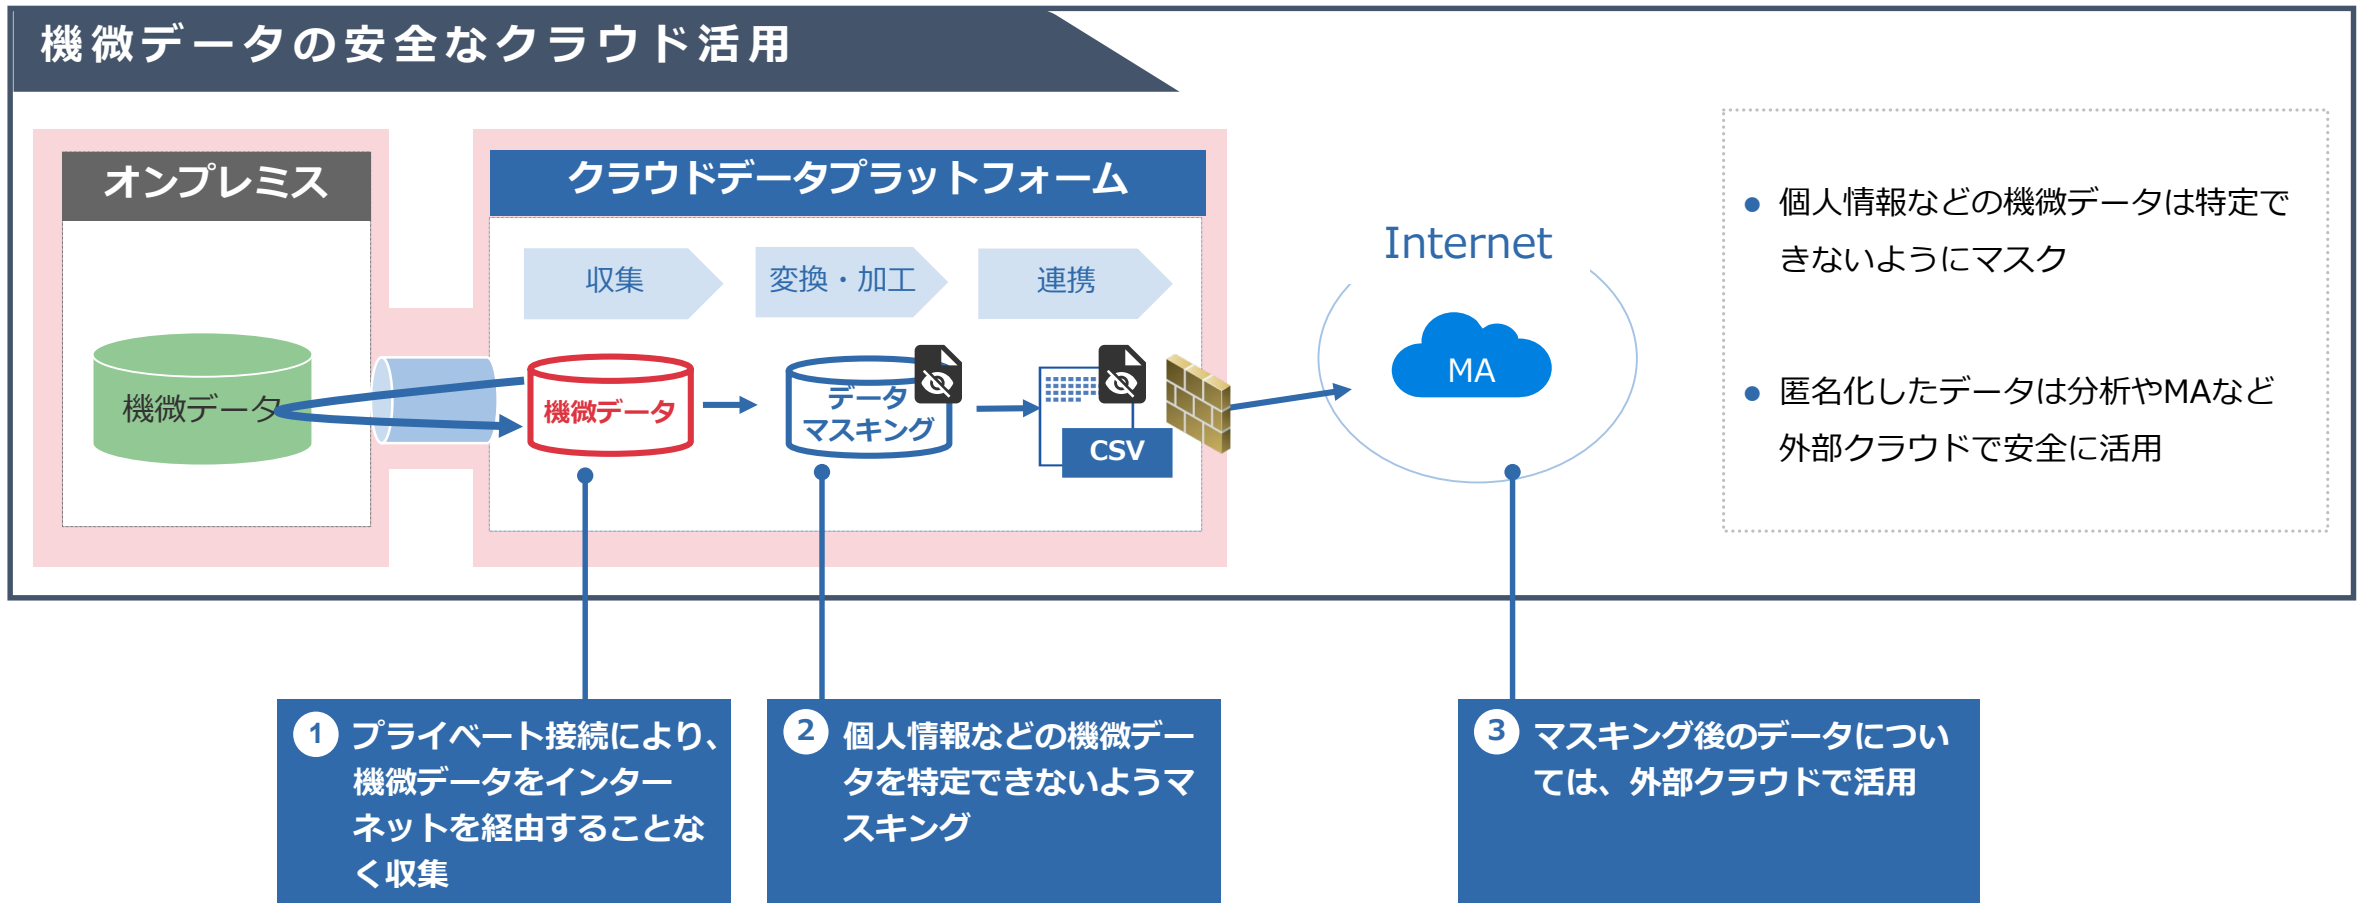 機微データの安全なクラウド活用
オンプレミス
機微データ
クラウドデータプラットフォーム
収集
変換・加工
連携
機微データ
データ
マスキング
CSV
Internet
MA
● 個人情報などの機微データは特定で
きないようにマスク
● 匿名化したデータは分析やMAなど
外部クラウドで安全に活用
1 プライベート接続により、
機微データをインター
ネットを経由することな
く収集
2 個人情報などの機微デー
タを特定できないようマ
スキング
3 マスキング後のデータについ
ては、外部クラウドで活用